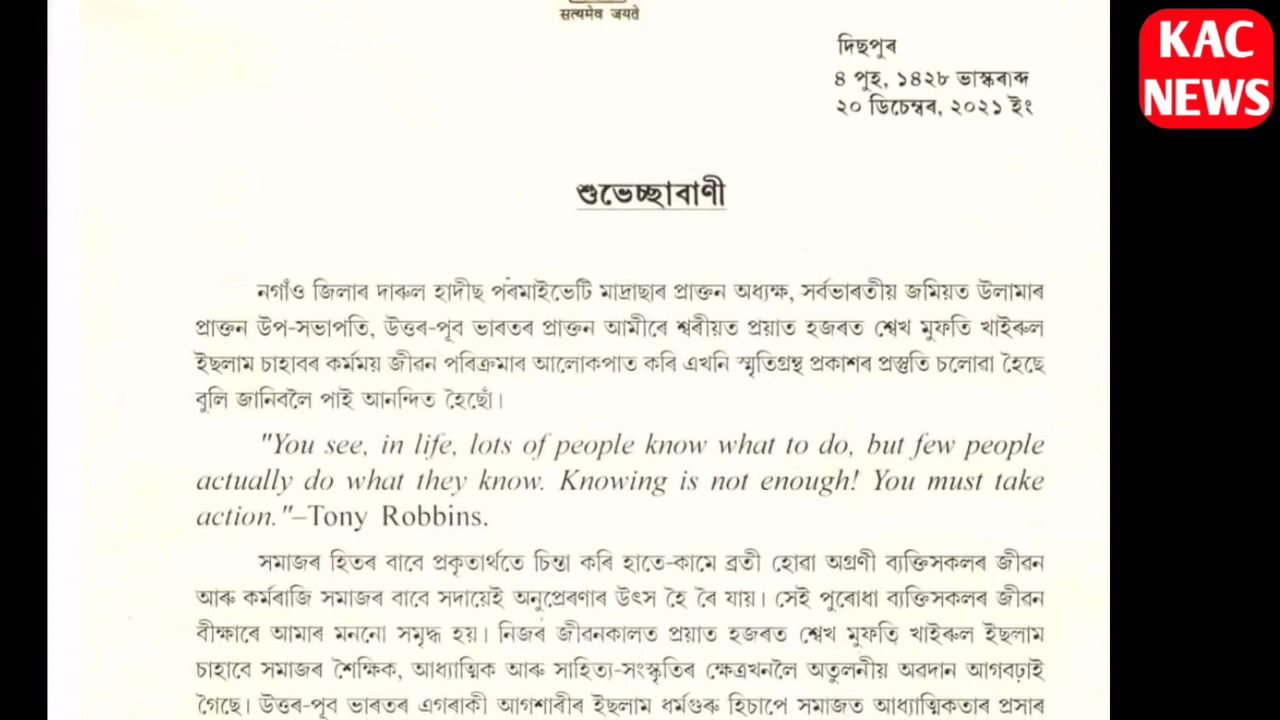 सत्यमेव जयते
KAC
NEWS
দিছপুৰ
৪ পুহ, ১৪২৮ ভাস্কৰাব্দ
২০ ডিচেম্বৰ, ২০২১ ইং
শুভেচ্ছাবাণী
নগাঁও জিলাৰ দাৰুল হাদীছ পৰমাইভেটি মাদ্ৰাছাৰ প্ৰাক্তন অধ্যক্ষ, সৰ্বভাৰতীয় জমিয়ত উলামাৰ
প্ৰাক্তন উপ-সভাপতি, উত্তৰ-পূব ভাৰতৰ প্ৰাক্তন আমীৰে শ্বৰীয়ত প্ৰয়াত হজৰত শ্বেখ মুফতি খাইৰুল
ইছলাম চাহাবৰ কৰ্মময় জীৱন পৰিক্ৰমাৰ আলোকপাত কৰি এখনি স্মৃতিগ্ৰন্থ প্ৰকাশৰ প্ৰস্তুতি চলোৱা হৈছে
বুলি জানিবলৈ পাই আনন্দিত হৈছোঁ।
"You see, in life, lots of people know what to do, but few people
actually do what they know. Knowing is not enough! You must take
action."–Tony Robbins.
সমাজৰ হিতৰ বাবে প্ৰকৃতাৰ্থতে চিন্তা কৰি হাতে-কামে ব্ৰতী হোৱা অগ্ৰণী ব্যক্তিসকলৰ জীৱন
আৰু কৰ্মৰাজি সমাজৰ বাবে সদায়েই অনুপ্ৰেৰণাৰ উৎস হৈ ৰৈ যায়। সেই পুৰোধা ব্যক্তিসকলৰ জীৱন
বীক্ষাৰে আমাৰ মননো সমৃদ্ধ হয়। নিজৰ জীৱনকালত প্ৰয়াত হজৰত শ্বেখ মুফতি খাইৰুল ইছলাম
চাহাবে সমাজৰ শৈক্ষিক, আধ্যাত্মিক আৰু সাহিত্য-সংস্কৃতিৰ ক্ষেত্ৰখনলৈ অতুলনীয় অৱদান আগবঢ়াই
গৈছে। উত্তৰ-পূব ভাৰতৰ এগৰাকী আগশাৰীৰ ইছলাম ধৰ্মগুৰু হিচাপে সমাজত আধ্যাত্মিকতাৰ প্ৰসাৰ